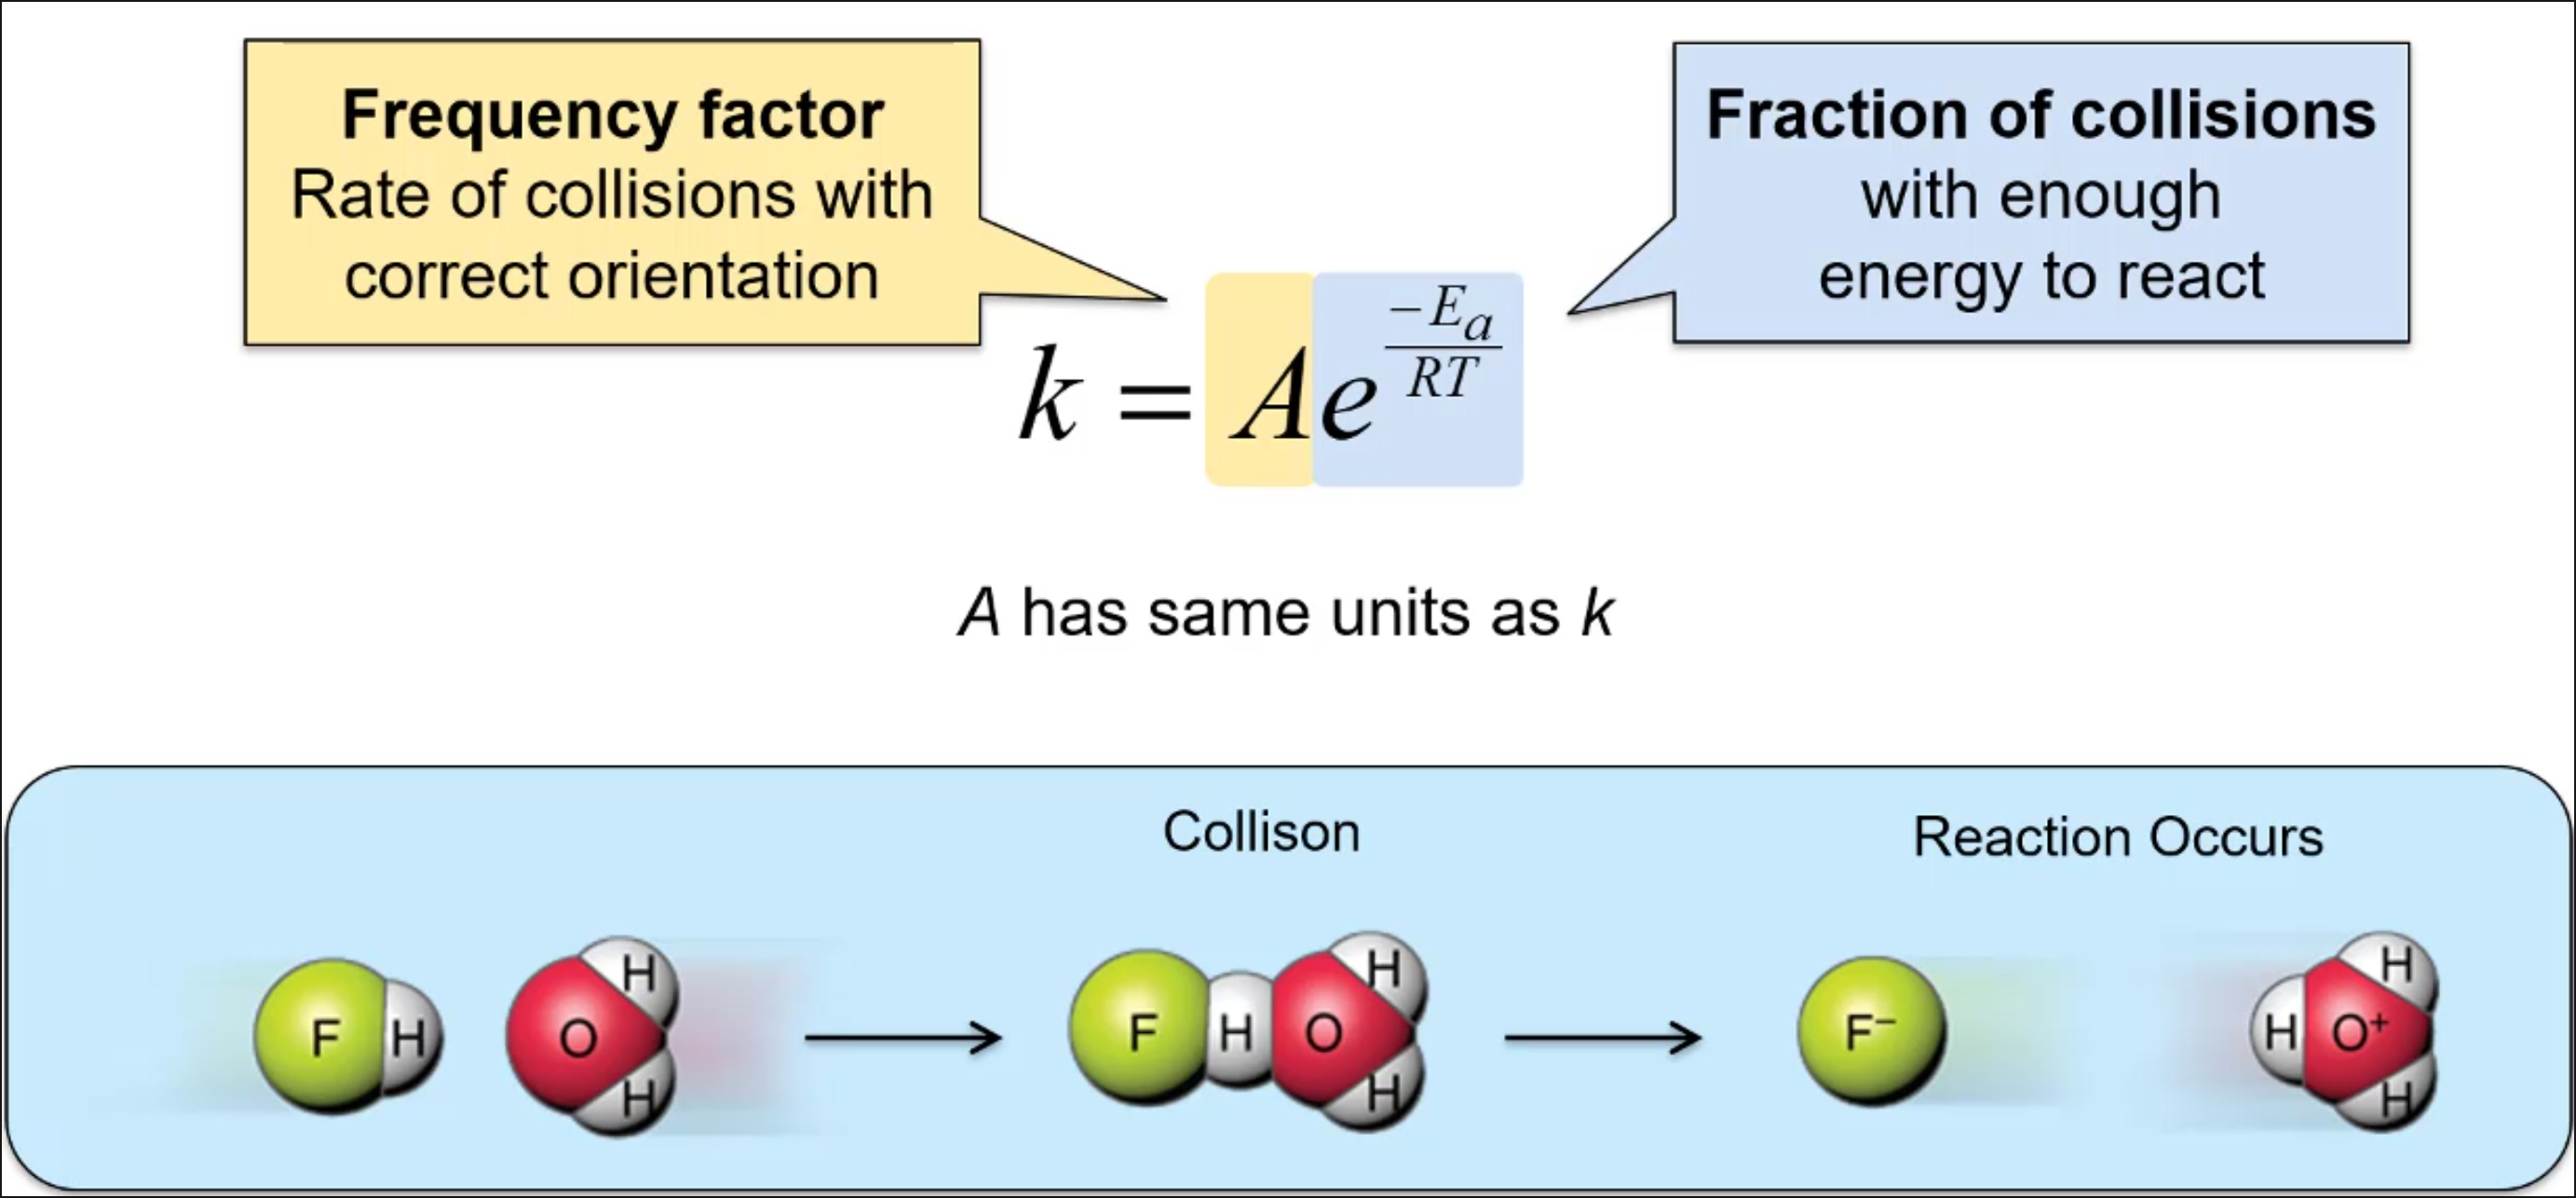 Frequency factor
Rate of collisions with
correct orientation
Fraction of collisions
with enough
energy to react
k = Ae^{\frac{-E_a}{RT}}
A has same units as k
Collison
Reaction Occurs
F H O H H
F H O H H
F⁻ H O⁺ H H